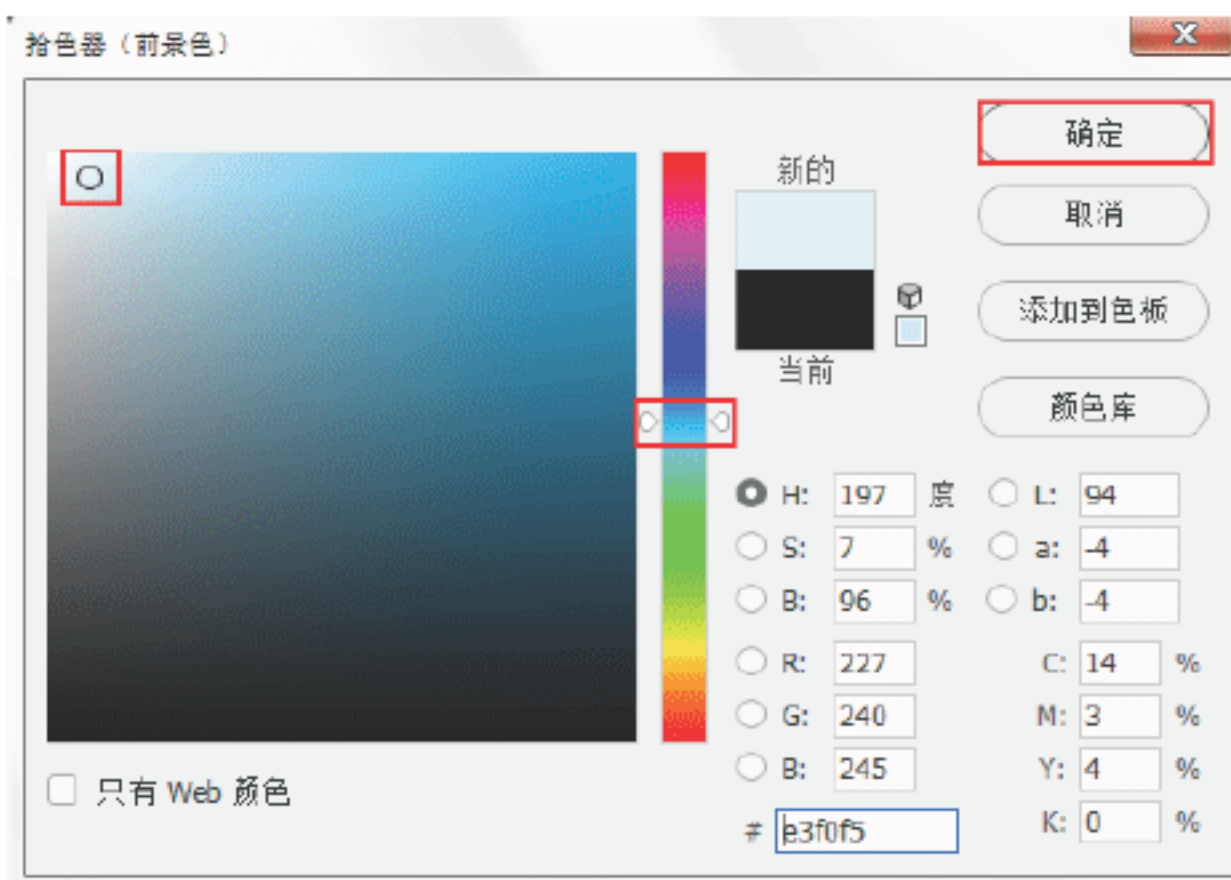 拾色器（前景色）
确定
新的
取消
添加到色板
当前
颜色库
H: 197 度 L: 94
S: 7 % a: -4
B: 96 % b: -4
R: 227 C: 14 %
G: 240 M: 3 %
B: 245 Y: 4 %
只有 Web 颜色
# e3f0f5 K: 0 %